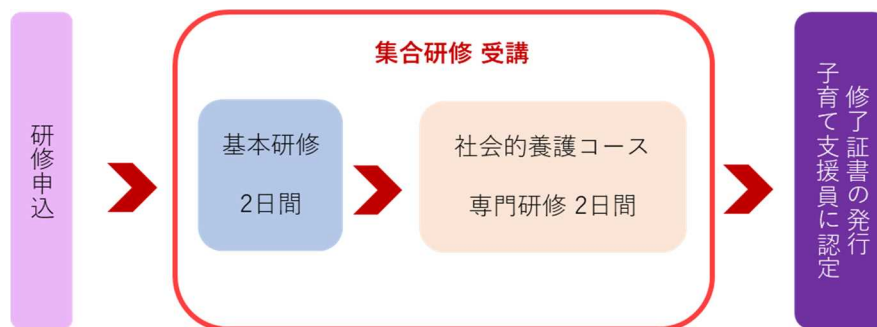 研修申込
集合研修 受講
基本研修
2日間
社会的養護コース
専門研修 2日間
修了証書の発行
子育て支援員に認定